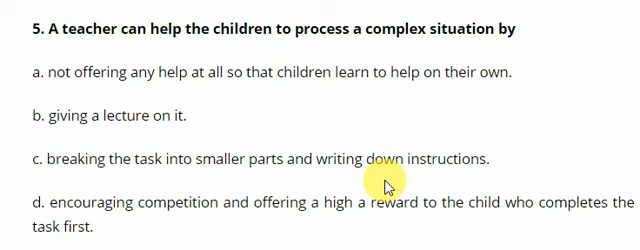 5. A teacher can help the children to process a complex situation by
a. not offering any help at all so that children learn to help on their own.
b. giving a lecture on it.
c. breaking the task into smaller parts and writing down instructions.
d. encouraging competition and offering a high a reward to the child who completes the
task first.